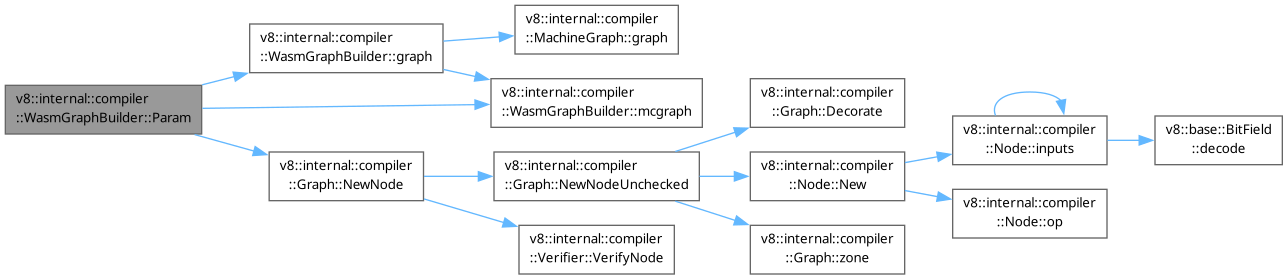 v8::internal::compiler
::WasmGraphBuilder::Param
v8::internal::compiler
::WasmGraphBuilder::graph
v8::internal::compiler
::MachineGraph::graph
v8::internal::compiler
::WasmGraphBuilder::mcgraph
v8::internal::compiler
::Graph::NewNode
v8::internal::compiler
::Graph::NewNodeUnchecked
v8::internal::compiler
::Verifier::VerifyNode
v8::internal::compiler
::Graph::Decorate
v8::internal::compiler
::Node::New
v8::internal::compiler
::Graph::zone
v8::internal::compiler
::Node::inputs
v8::internal::compiler
::Node::op
v8::base::BitField
::decode